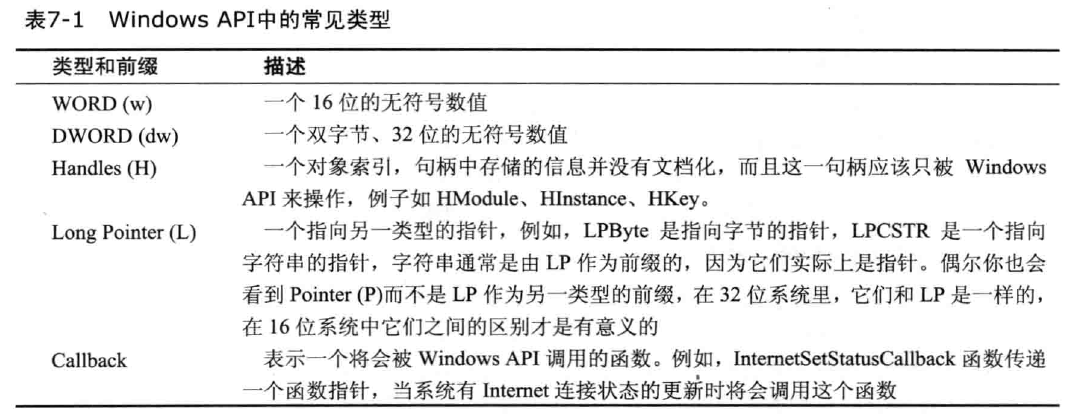 表7-1 Windows API中的常见类型
类型和前缀 描述
WORD (w) 一个 16 位的无符号数值
DWORD (dw) 一个双字节、32 位的无符号数值
Handles (H) 一个对象索引，句柄中存储的信息并没有文档化，而且这一句柄应该只被 Windows
API 来操作，例子如 HModule、HInstance、HKey。
Long Pointer (L) 一个指向另一类型的指针，例如，LPByte 是指向字节的指针，LPCSTR 是一个指向
字符串的指针，字符串通常是由 LP 作为前缀的，因为它们实际上是指针。偶尔你也会
看到 Pointer (P)而不是 LP 作为另一类型的前缀，在 32 位系统里，它们和 LP 是一样的，
在 16 位系统中它们之间的区别才是有意义的
Callback 表示一个将会被 Windows API 调用的函数。例如，InternetSetStatusCallback 函数传递
一个函数指针，当系统有 Internet 连接状态的更新时将会调用这个函数